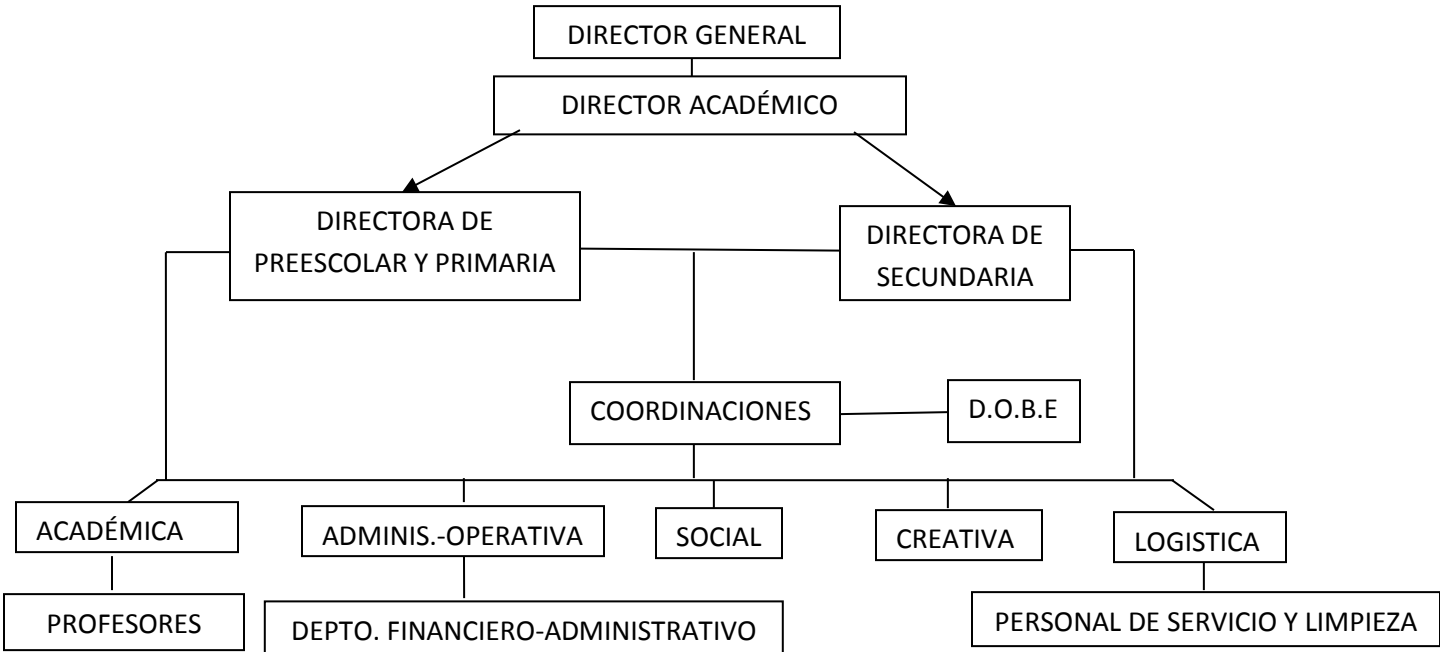 DIRECTOR GENERAL
DIRECTOR ACADÉMICO
DIRECTORA DE
PREESCOLAR Y PRIMARIA
DIRECTORA DE
SECUNDARIA
COORDINACIONES
D.O.B.E
ACADÉMICA
ADMINIS.-OPERATIVA
SOCIAL
CREATIVA
LOGISTICA
PROFESORES
DEPTO. FINANCIERO-ADMINISTRATIVO
PERSONAL DE SERVICIO Y LIMPIEZA